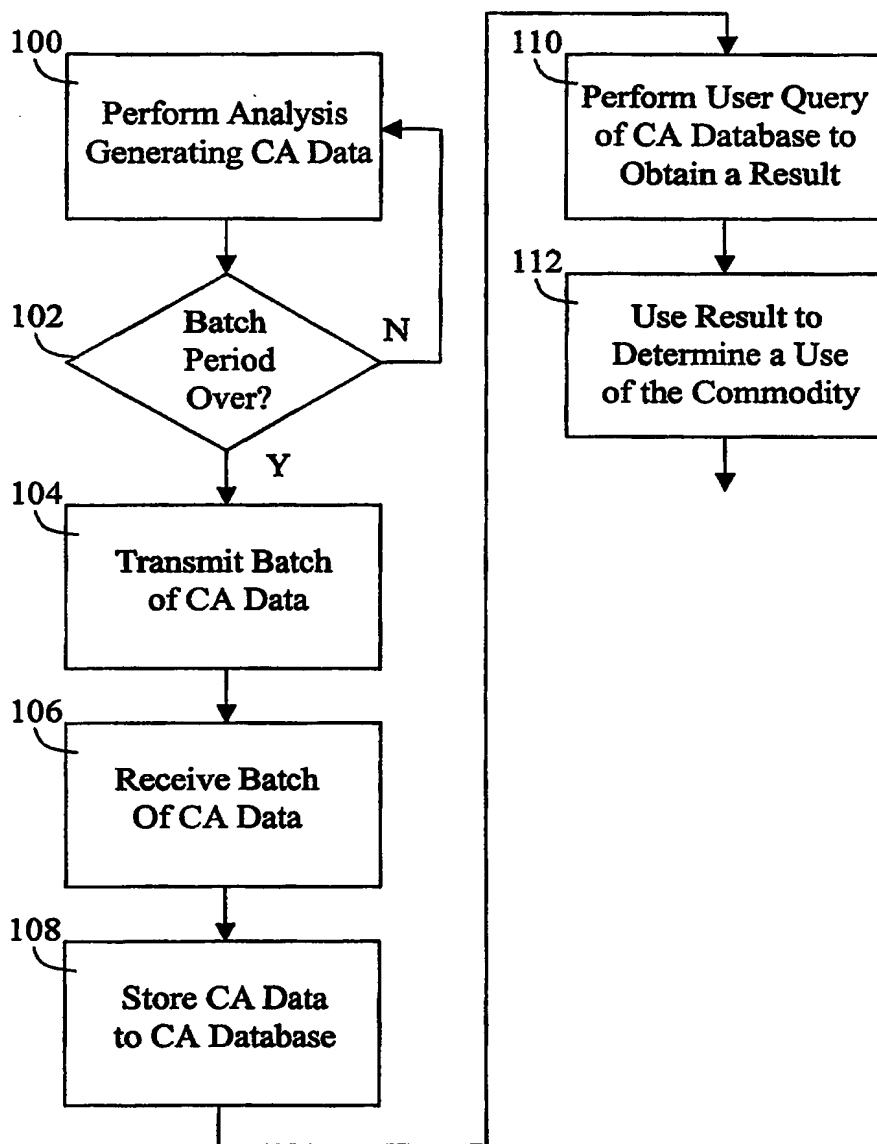 100
Perform Analysis
Generating CA Data
102
Batch
Period
Over?
N
Y
104
Transmit Batch
of CA Data
106
Receive Batch
Of CA Data
108
Store CA Data
to CA Database
110
Perform User Query
of CA Database to
Obtain a Result
112
Use Result to
Determine a Use
of the Commodity